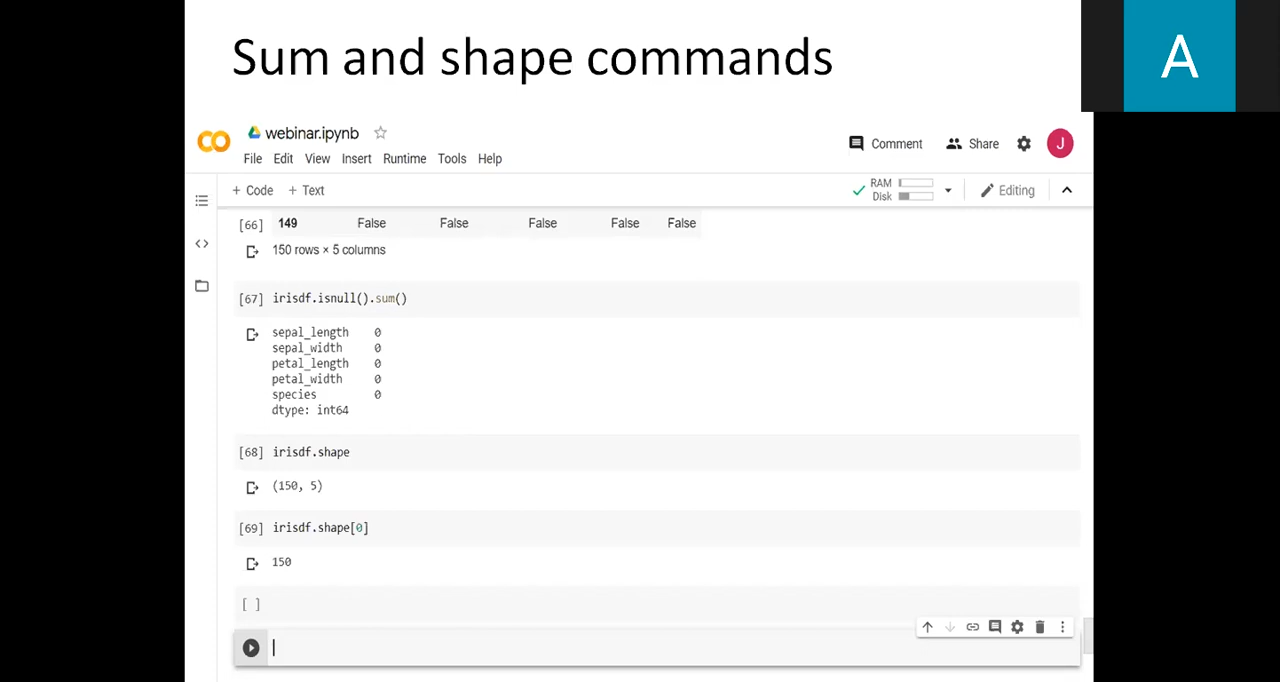 Sum and shape commands
A
webinar.ipynb
Comment Share J
File Edit View Insert Runtime Tools Help
+ Code + Text
RAM
Disk
Editing
[66] 149 False False False False False
150 rows × 5 columns
[67] irisdf.isnull().sum()
sepal_length 0
sepal_width 0
petal_length 0
petal_width 0
species 0
dtype: int64
[68] irisdf.shape
(150, 5)
[69] irisdf.shape[0]
150
[ ]